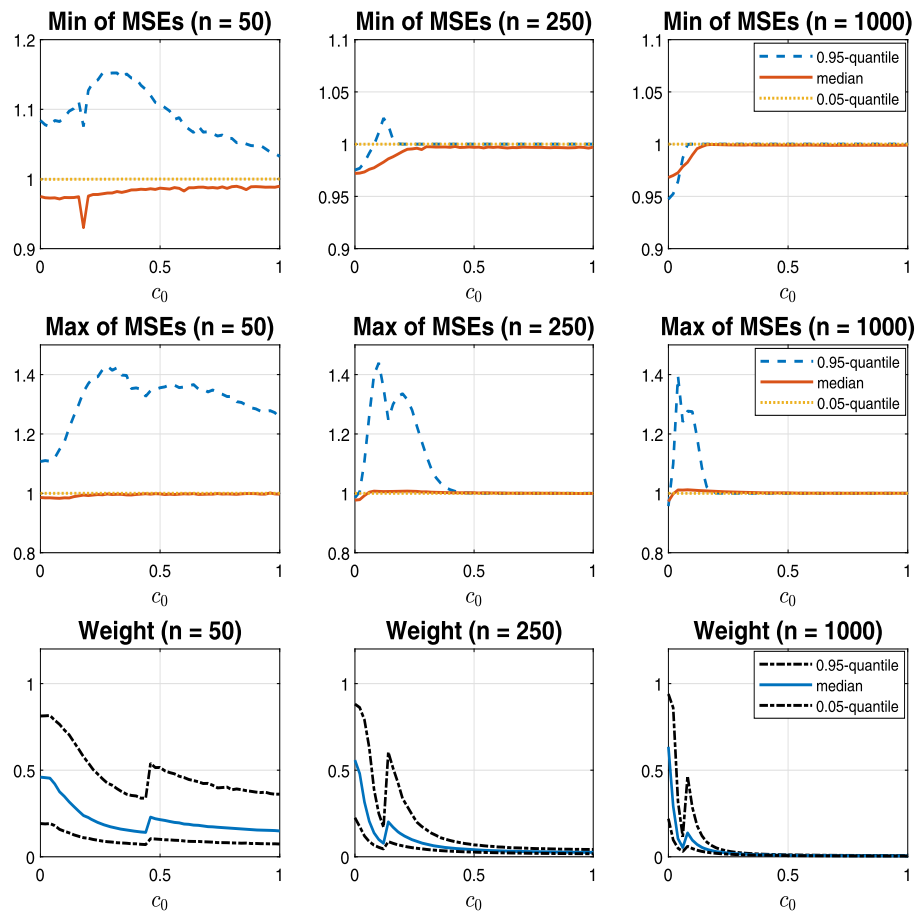 Min of MSEs (n = 50)
1.2
1.1
1
0.9
0 0.5 1
c0
Min of MSEs (n = 250)
1.1
1.05
1
0.95
0.9
0 0.5 1
c0
Min of MSEs (n = 1000)
1.1
1.05
1
0.95
0.9
0 0.5 1
c0
0.95-quantile
median
0.05-quantile
Max of MSEs (n = 50)
1.4
1.2
1
0.8
0 0.5 1
c0
Max of MSEs (n = 250)
1.4
1.2
1
0.8
0 0.5 1
c0
Max of MSEs (n = 1000)
1.4
1.2
1
0.8
0 0.5 1
c0
0.95-quantile
median
0.05-quantile
Weight (n = 50)
1
0.5
0
0 0.5 1
c0
Weight (n = 250)
1
0.5
0
0 0.5 1
c0
Weight (n = 1000)
1
0.5
0
0 0.5 1
c0
0.95-quantile
median
0.05-quantile